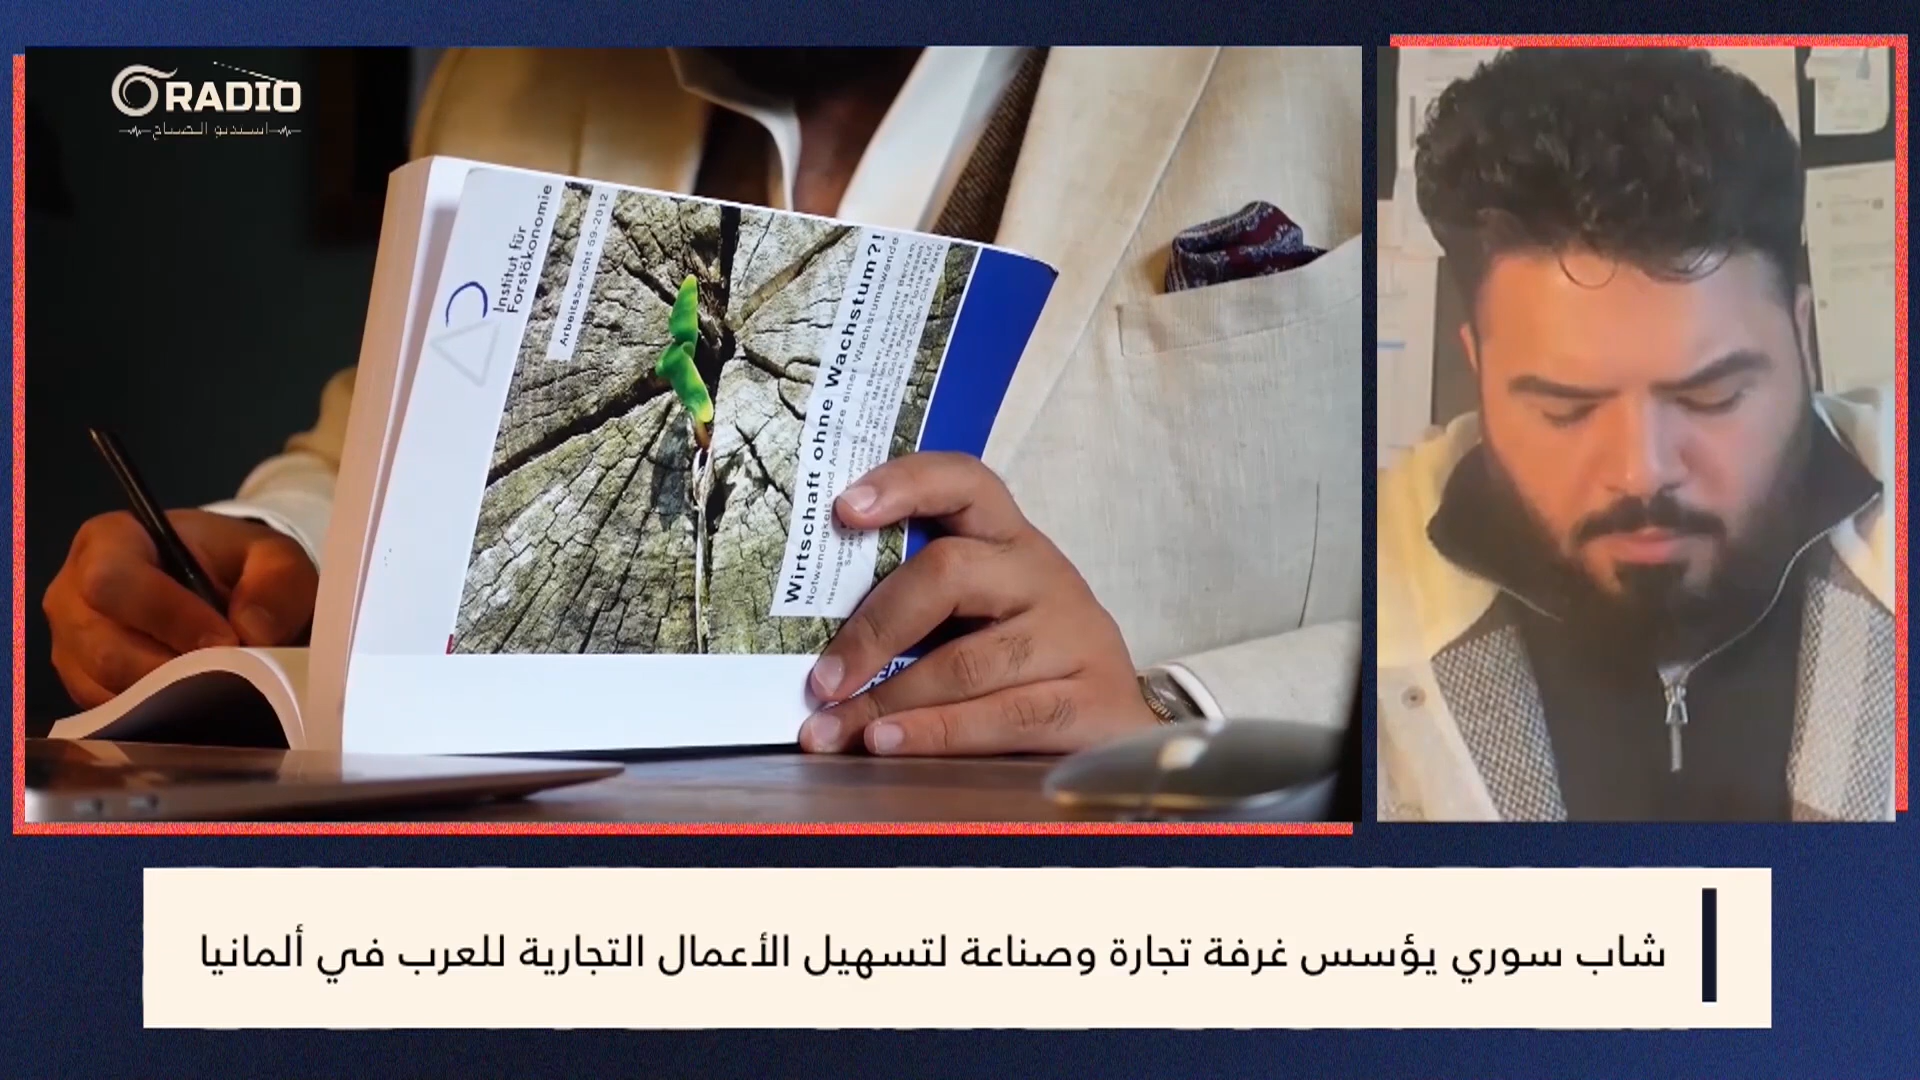 RADIO
استديو الصباح
Institut für
Forstökonomie
Arbeitsbericht 59-2012
Wirtschaft ohne Wachstum?!
Notwendigkeit und Ansätze einer Wachstumswende
شاب سوري يؤسس غرفة تجارة وصناعة لتسهيل الأعمال التجارية للعرب في ألمانيا